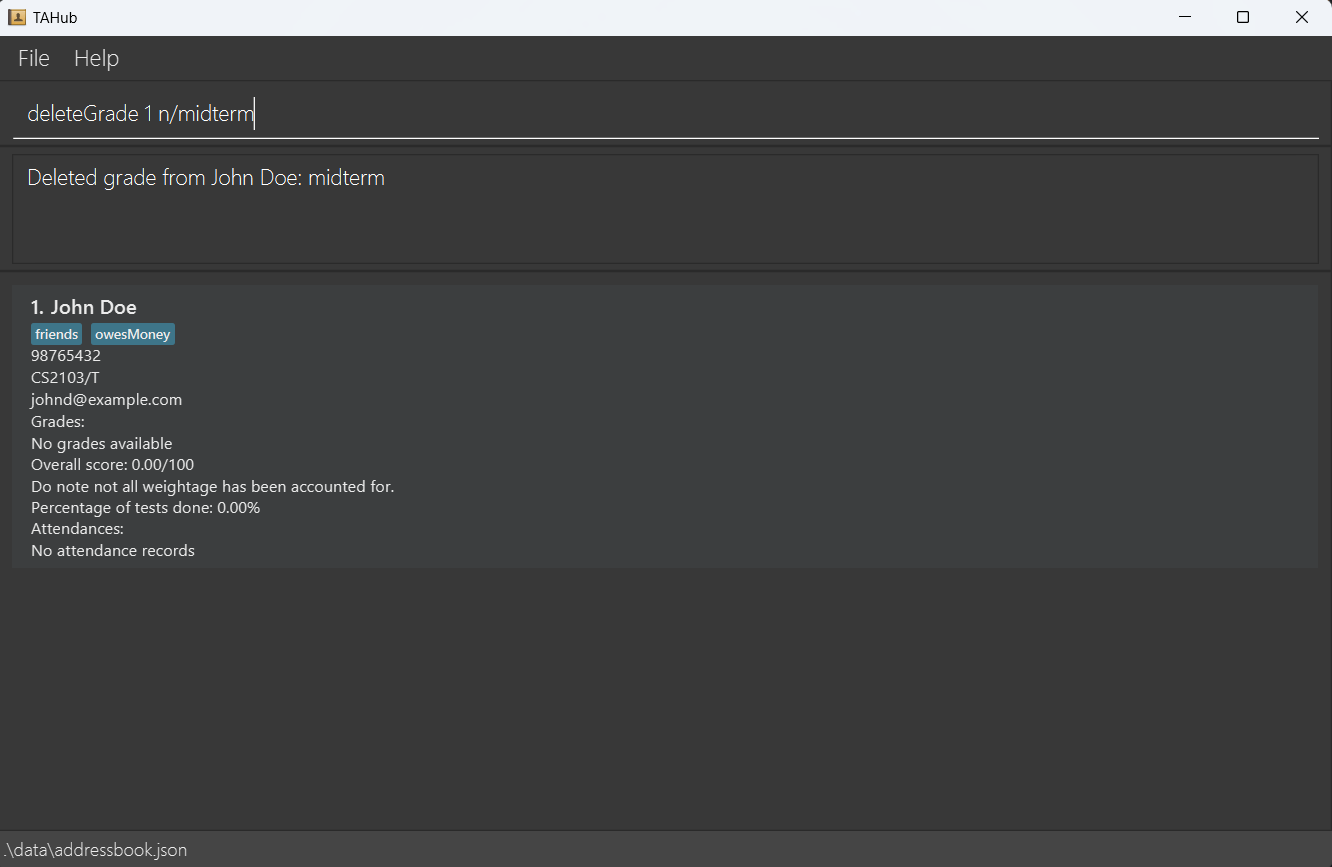 TAHub
File Help
deleteGrade 1 n/midterm
Deleted grade from John Doe: midterm
1. John Doe
friends owesMoney
98765432
CS2103/T
johnd@example.com
Grades:
No grades available
Overall score: 0.00/100
Do note not all weightage has been accounted for.
Percentage of tests done: 0.00%
Attendances:
No attendance records
.\data\addressbook.json